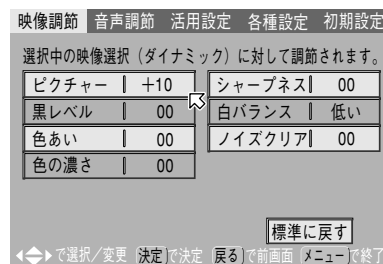 映像調節 音声調節 活用設定 各種設定 初期設定
選択中の映像選択（ダイナミック）に対して調節されます。
ピクチャー +10 シャープネス 00
黒レベル 00 白バランス 低い
色あい 00 ノイズクリア 00
色の濃さ 00
標準に戻す
で選択／変更 決定で決定 戻るで前画面 メニューで終了